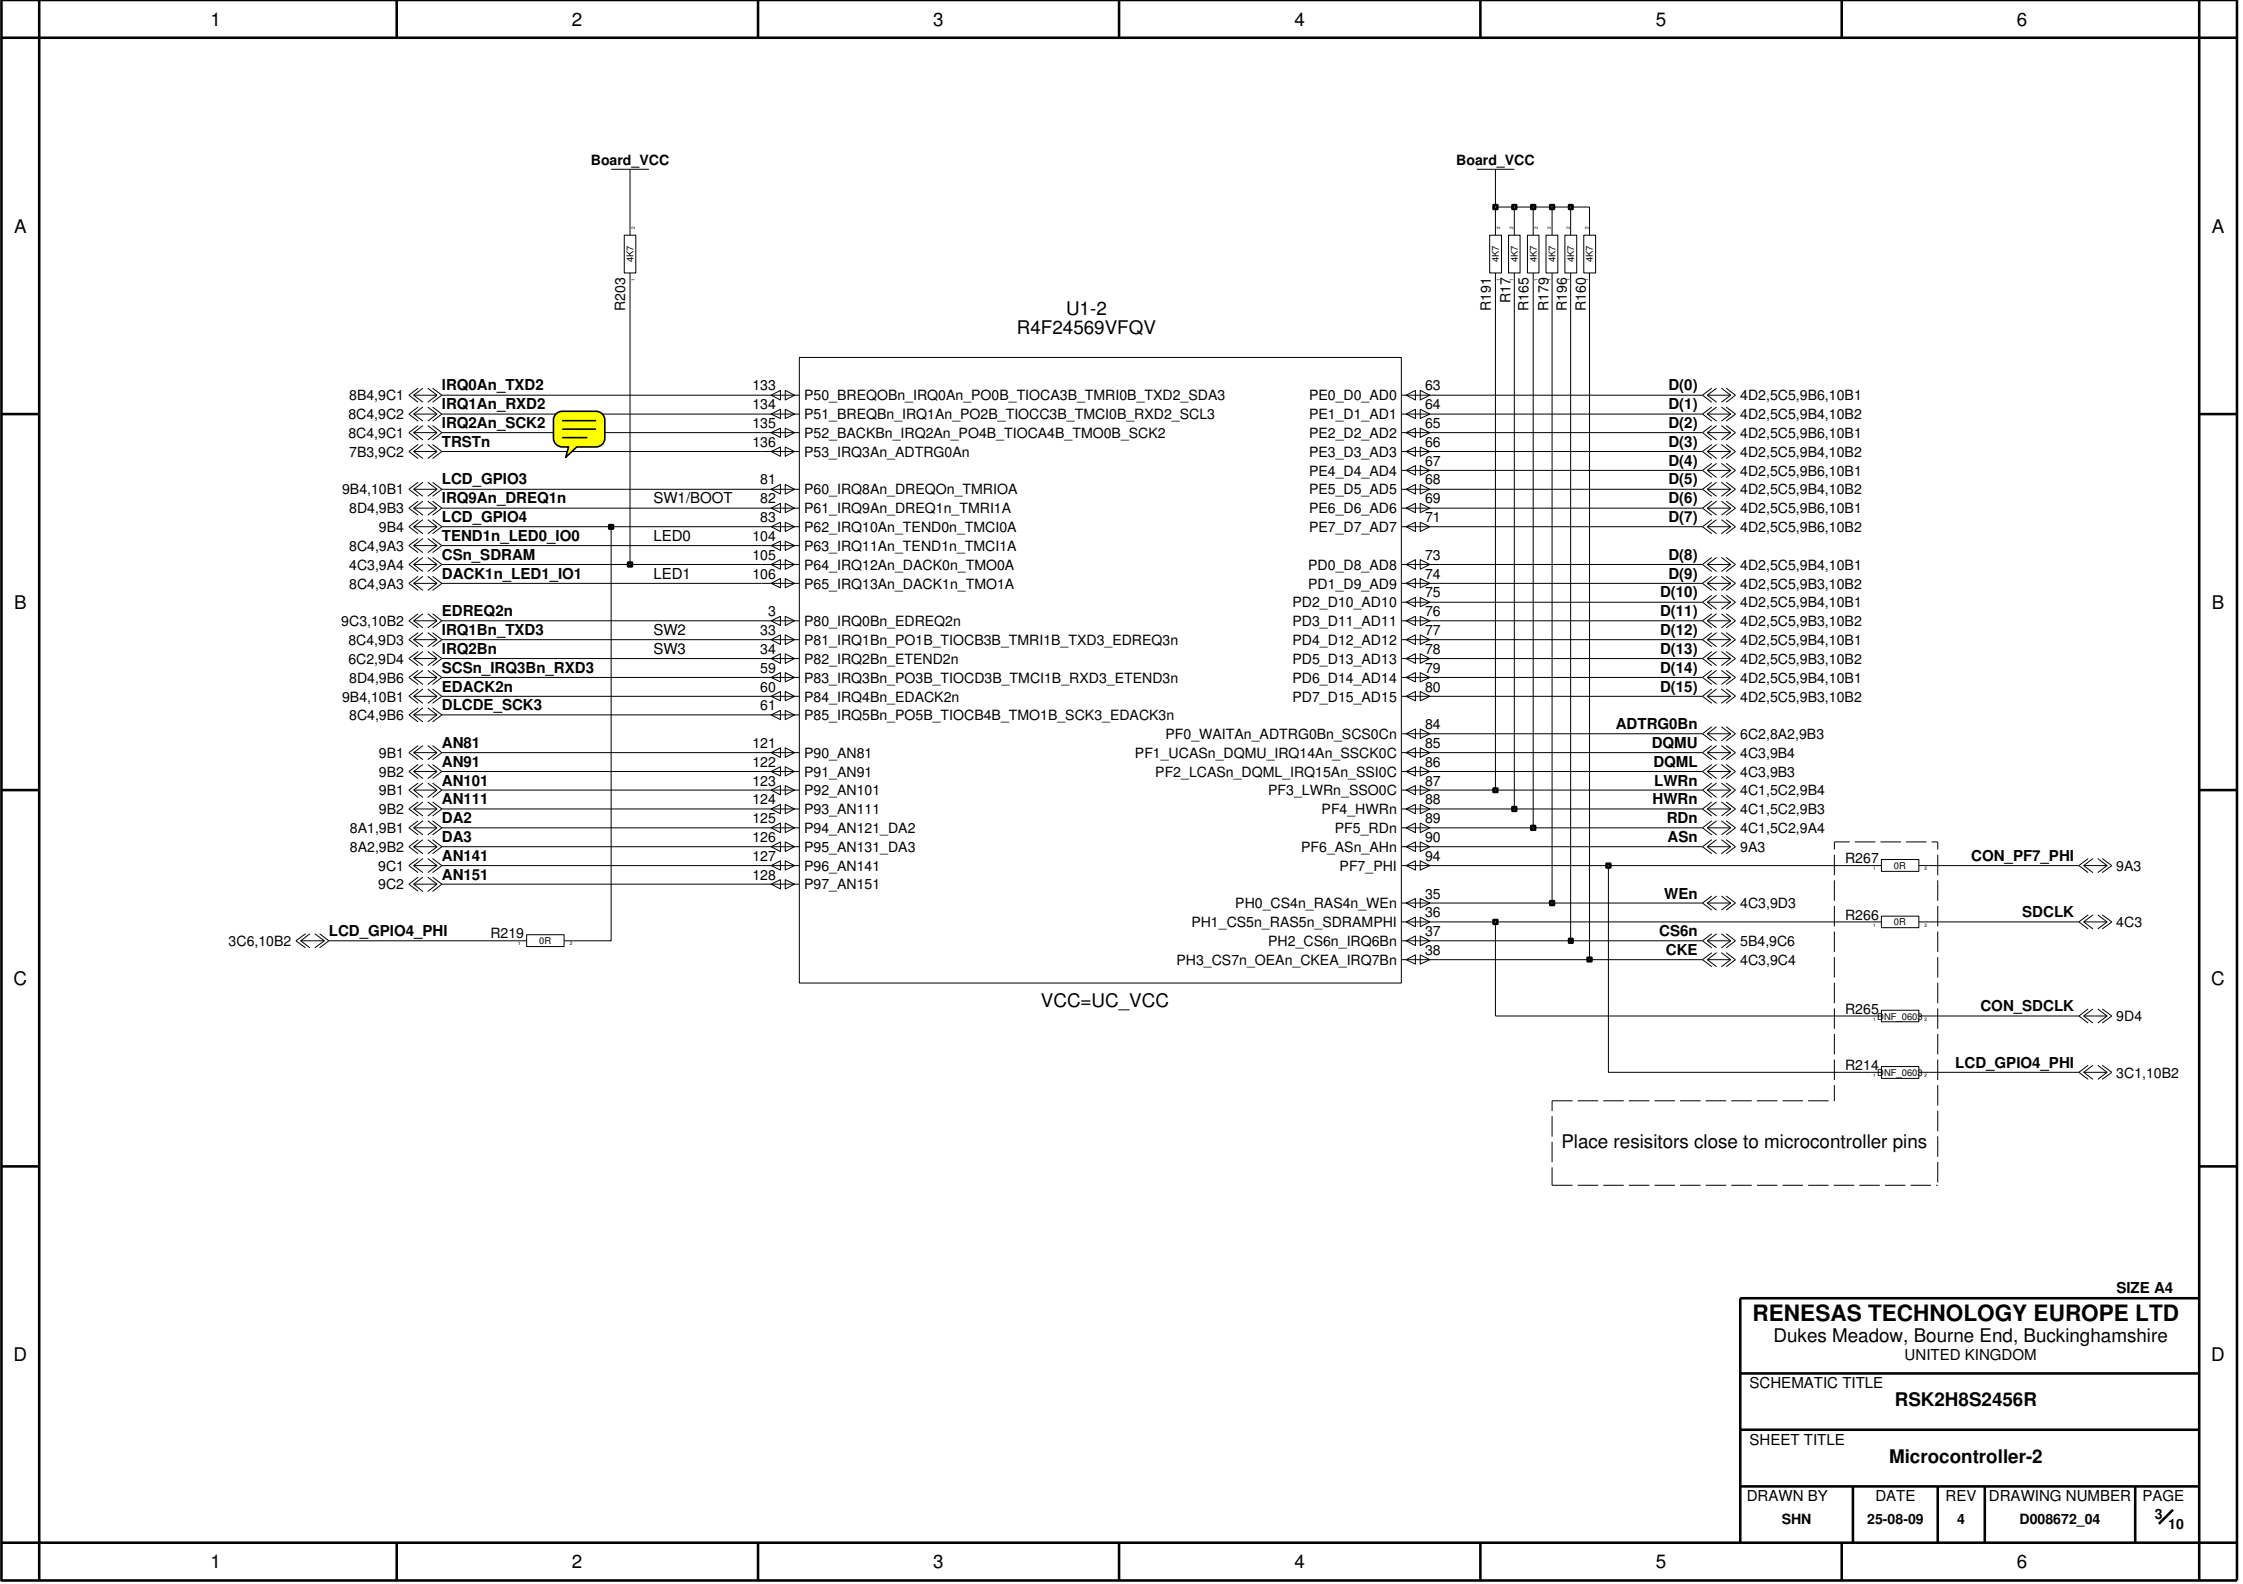 1 2 3 4 5 6
A A
B B
C C
D D
Board_VCC
4K7
R203
Board_VCC
4K7 4K7 4K7 4K7 4K7 4K7
R191 R17 R165 R179 R196 R160
U1-2
R4F24569VFQV
8B4,9C1 IRQ0An_TXD2 133 P50_BREQOBn_IRQ0An_PO0B_TIOCA3B_TMRI0B_TXD2_SDA3
8C4,9C2 IRQ1An_RXD2 134 P51_BREQBn_IRQ1An_PO2B_TIOCC3B_TMCI0B_RXD2_SCL3
8C4,9C1 IRQ2An_SCK2 135 P52_BACKBn_IRQ2An_PO4B_TIOCA4B_TMO0B_SCK2
7B3,9C2 TRSTn 136 P53_IRQ3An_ADTRG0An
9B4,10B1 LCD_GPIO3 81 P60_IRQ8An_DREQOn_TMRIOA
8D4,9B3 IRQ9An_DREQ1n SW1/BOOT 82 P61_IRQ9An_DREQ1n_TMRI1A
9B4 LCD_GPIO4 83 P62_IRQ10An_TEND0n_TMCI0A
8C4,9A3 TEND1n_LED0_IO0 LED0 104 P63_IRQ11An_TEND1n_TMCI1A
4C3,9A4 CSn_SDRAM 105 P64_IRQ12An_DACK0n_TMO0A
8C4,9A3 DACK1n_LED1_IO1 LED1 106 P65_IRQ13An_DACK1n_TMO1A
9C3,10B2 EDREQ2n 3 P80_IRQ0Bn_EDREQ2n
8C4,9D3 IRQ1Bn_TXD3 SW2 33 P81_IRQ1Bn_PO1B_TIOCB3B_TMRI1B_TXD3_EDREQ3n
6C2,9D4 IRQ2Bn SW3 34 P82_IRQ2Bn_ETEND2n
8D4,9B6 SCSn_IRQ3Bn_RXD3 59 P83_IRQ3Bn_PO3B_TIOCD3B_TMCI1B_RXD3_ETEND3n
9B4,10B1 EDACK2n 60 P84_IRQ4Bn_EDACK2n
8C4,9B6 DLCDE_SCK3 61 P85_IRQ5Bn_PO5B_TIOCB4B_TMO1B_SCK3_EDACK3n
9B1 AN81 121 P90_AN81
9B2 AN91 122 P91_AN91
9B1 AN101 123 P92_AN101
9B2 AN111 124 P93_AN111
8A1,9B1 DA2 125 P94_AN121_DA2
8A2,9B2 DA3 126 P95_AN131_DA3
9C1 AN141 127 P96_AN141
9C2 AN151 128 P97_AN151
3C6,10B2 LCD_GPIO4_PHI R219 0R
PE0_D0_AD0 63 D(0) 4D2,5C5,9B6,10B1
PE1_D1_AD1 64 D(1) 4D2,5C5,9B4,10B2
PE2_D2_AD2 65 D(2) 4D2,5C5,9B6,10B1
PE3_D3_AD3 66 D(3) 4D2,5C5,9B4,10B2
PE4_D4_AD4 67 D(4) 4D2,5C5,9B6,10B1
PE5_D5_AD5 68 D(5) 4D2,5C5,9B4,10B2
PE6_D6_AD6 69 D(6) 4D2,5C5,9B6,10B1
PE7_D7_AD7 71 D(7) 4D2,5C5,9B6,10B2
PD0_D8_AD8 73 D(8) 4D2,5C5,9B4,10B1
PD1_D9_AD9 74 D(9) 4D2,5C5,9B3,10B2
PD2_D10_AD10 75 D(10) 4D2,5C5,9B4,10B1
PD3_D11_AD11 76 D(11) 4D2,5C5,9B3,10B2
PD4_D12_AD12 77 D(12) 4D2,5C5,9B4,10B1
PD5_D13_AD13 78 D(13) 4D2,5C5,9B3,10B2
PD6_D14_AD14 79 D(14) 4D2,5C5,9B4,10B1
PD7_D15_AD15 80 D(15) 4D2,5C5,9B3,10B2
PF0_WAITAn_ADTRG0Bn_SCS0Cn 84 ADTRG0Bn 6C2,8A2,9B3
PF1_UCASn_DQMU_IRQ14An_SSCK0C 85 DQMU 4C3,9B4
PF2_LCASn_DQML_IRQ15An_SSI0C 86 DQML 4C3,9B3
PF3_LWRn_SSO0C 87 LWRn 4C1,5C2,9B4
PF4_HWRn 88 HWRn 4C1,5C2,9B3
PF5_RDn 89 RDn 4C1,5C2,9A4
PF6_ASn_AHn 90 ASn 9A3
PF7_PHI 94 R267 0R CON_PF7_PHI 9A3
PH0_CS4n_RAS4n_WEn 35 WEn 4C3,9D3
PH1_CS5n_RAS5n_SDRAMPHI 36 R266 0R SDCLK 4C3
PH2_CS6n_IRQ6Bn 37 CS6n 5B4,9C6
PH3_CS7n_OEAn_CKEA_IRQ7Bn 38 CKE 4C3,9C4
VCC=UC_VCC
R265 DNF_0603 CON_SDCLK 9D4
R214 DNF_0603 LCD_GPIO4_PHI 3C1,10B2
Place resisitors close to microcontroller pins
SIZE A4
RENESAS TECHNOLOGY EUROPE LTD
Dukes Meadow, Bourne End, Buckinghamshire
UNITED KINGDOM
SCHEMATIC TITLE
RSK2H8S2456R
SHEET TITLE
Microcontroller-2
DRAWN BY DATE REV DRAWING NUMBER PAGE
SHN 25-08-09 4 D008672_04 3/10
1 2 3 4 5 6